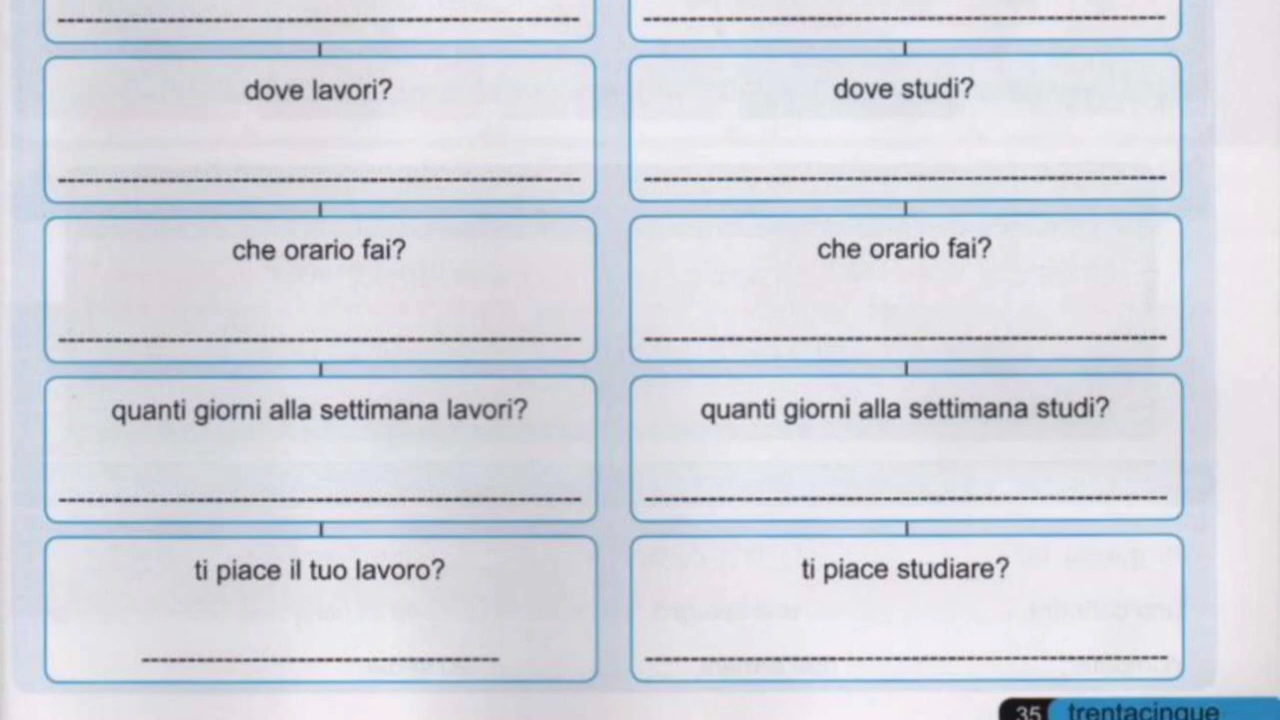 dove lavori?
dove studi?
che orario fai?
che orario fai?
quanti giorni alla settimana lavori?
quanti giorni alla settimana studi?
ti piace il tuo lavoro?
ti piace studiare?
35 trentacinque